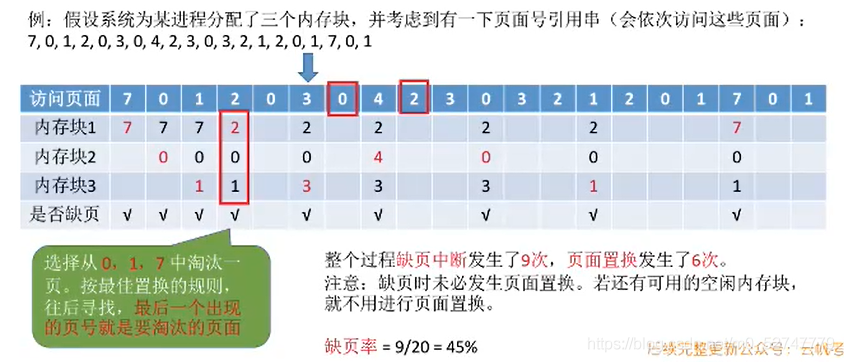 例：假设系统为某进程分配了三个内存块，并考虑到有一下页面号引用串（会依次访问这些页面）：
7, 0, 1, 2, 0, 3, 0, 4, 2, 3, 0, 3, 2, 1, 2, 0, 1, 7, 0, 1
访问页面 7 0 1 2 0 3 0 4 2 3 0 3 2 1 2 0 1 7 0 1
内存块1 7 7 7 2 2 2 2 2 7
内存块2 0 0 0 0 4 0 0 0
内存块3 1 1 3 3 3 1 1
是否缺页 √ √ √ √ √ √ √ √ √
选择从 0，1，7 中淘汰一
页。按最佳置换的规则，
往后寻找，最后一个出现
的页号就是要淘汰的页面
整个过程缺页中断发生了9次，页面置换发生了6次。
注意：缺页时未必发生页面置换。若还有可用的空闲内存块，
就不用进行页面置换。
缺页率 = 9/20 = 45%